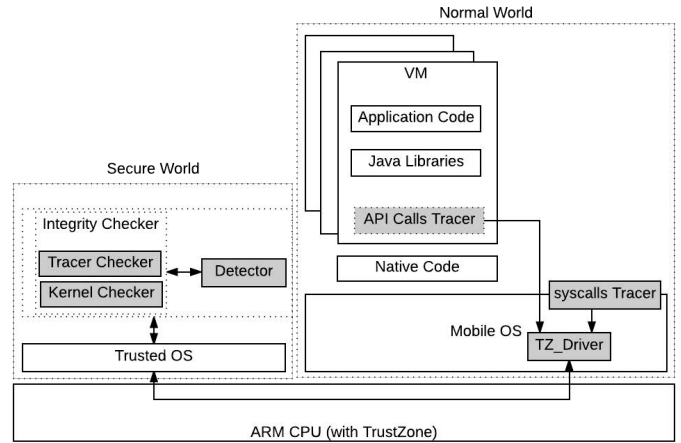 Normal World
VM
Application Code
Java Libraries
API Calls Tracer
Native Code
syscalls Tracer
Mobile OS
TZ_Driver
Secure World
Integrity Checker
Tracer Checker
Kernel Checker
Detector
Trusted OS
ARM CPU (with TrustZone)